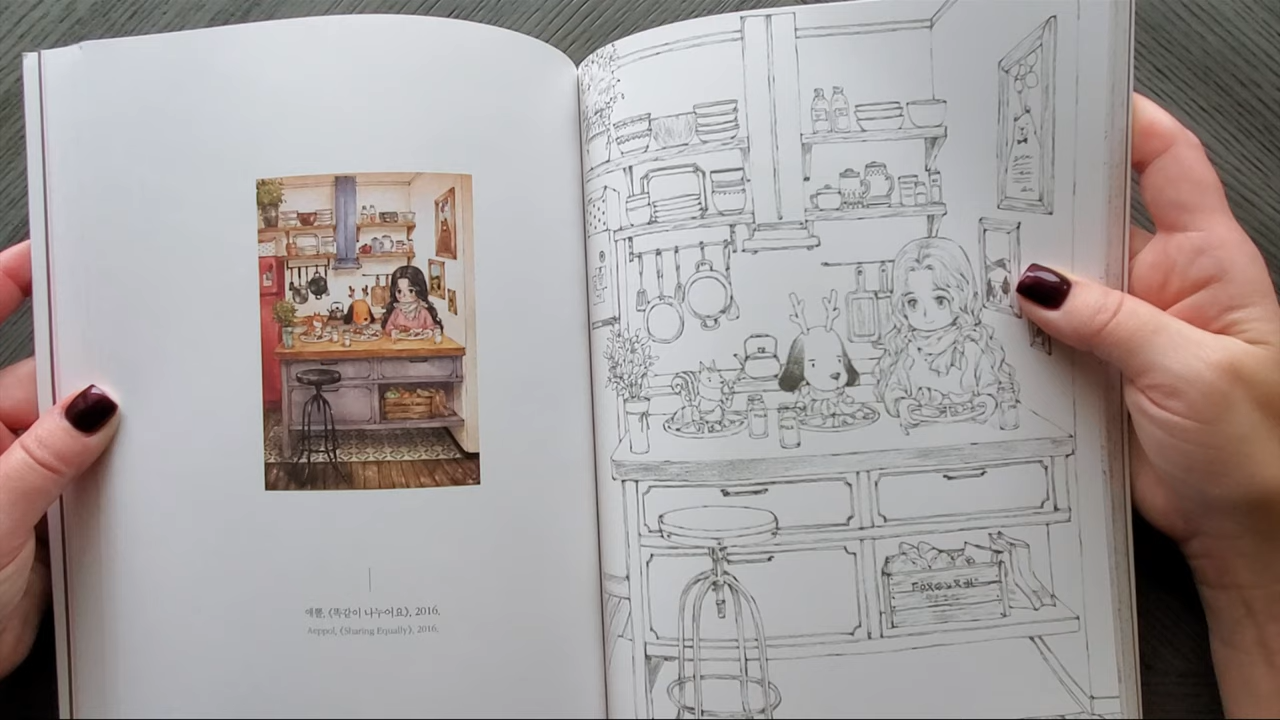 애뽈, 《똑같이 나누어요》, 2016.
Aeppol, 《Sharing Equally》, 2016.